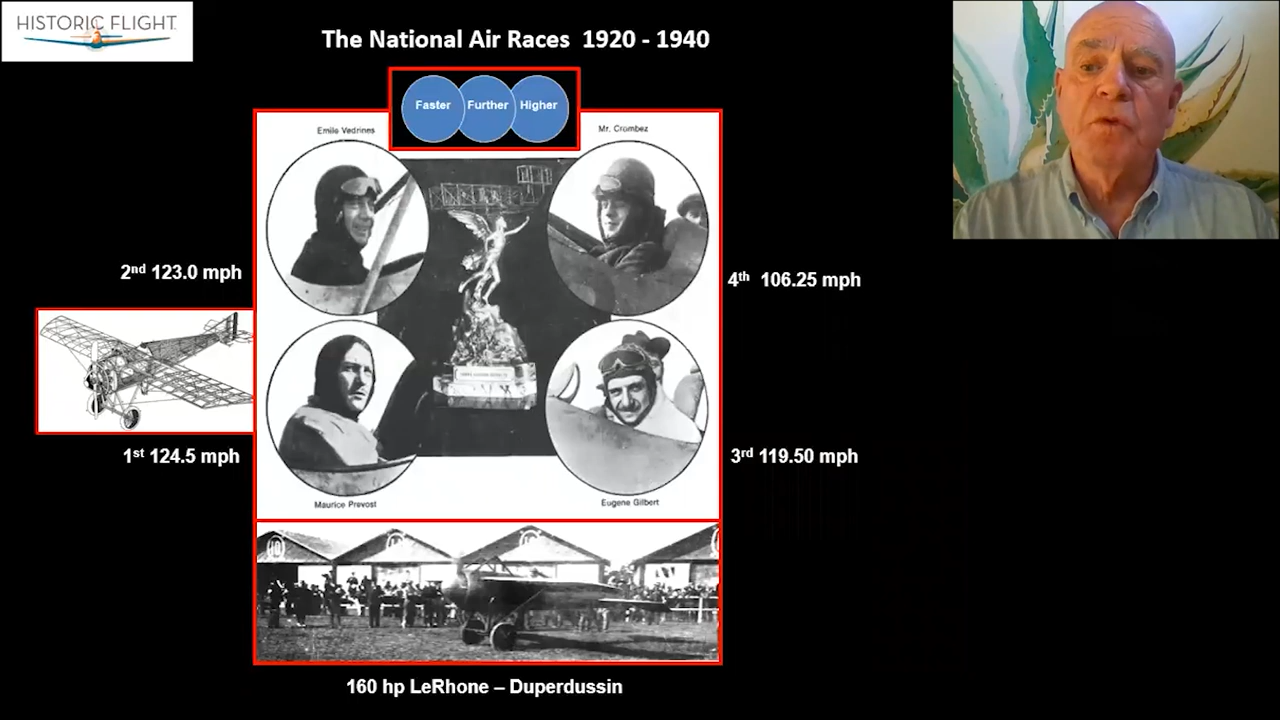 HISTORIC FLIGHT
The National Air Races 1920 - 1940
Faster Further Higher
Emile Vedrines
Mr. Crombez
2nd 123.0 mph
4th 106.25 mph
1st 124.5 mph
3rd 119.50 mph
Maurice Prevost
Eugene Gilbert
160 hp LeRhone – Duperdussin